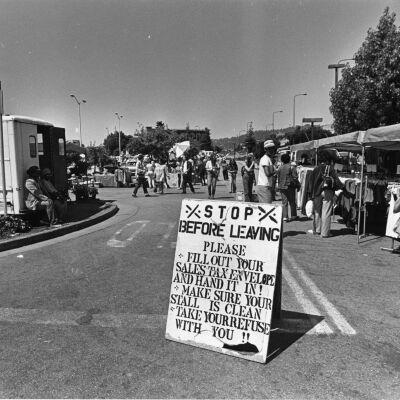 STOP
BEFORE LEAVING
PLEASE
FILL OUT YOUR
SALES TAX ENVELOPE
AND HAND IT IN!
MAKE SURE YOUR
STALL IS CLEAN
TAKE YOUR REFUSE
WITH YOU!!